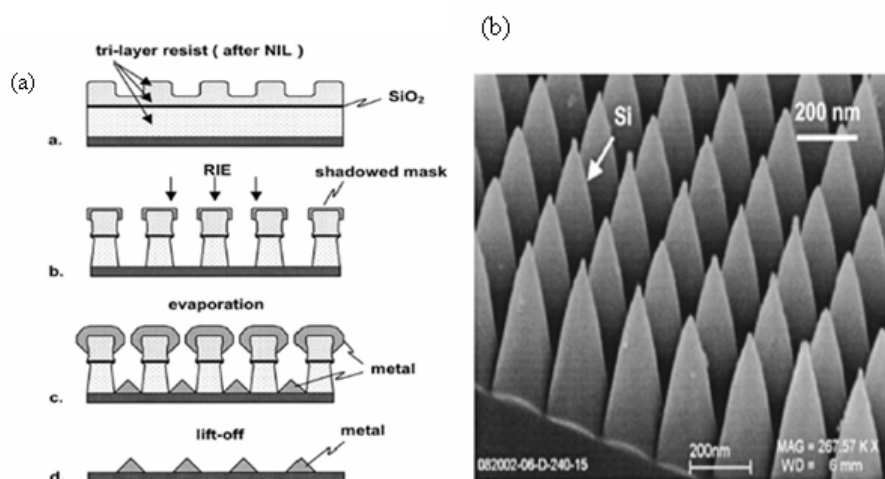 (a)
tri-layer resist ( after NIL )
SiO₂
a.
RIE
shadowed mask
b.
evaporation
metal
c.
lift-off
metal
d.
(b)
Si
200 nm
082002-06-D-240-15
200nm
MAG = 267.57 K X
WD = 6 mm